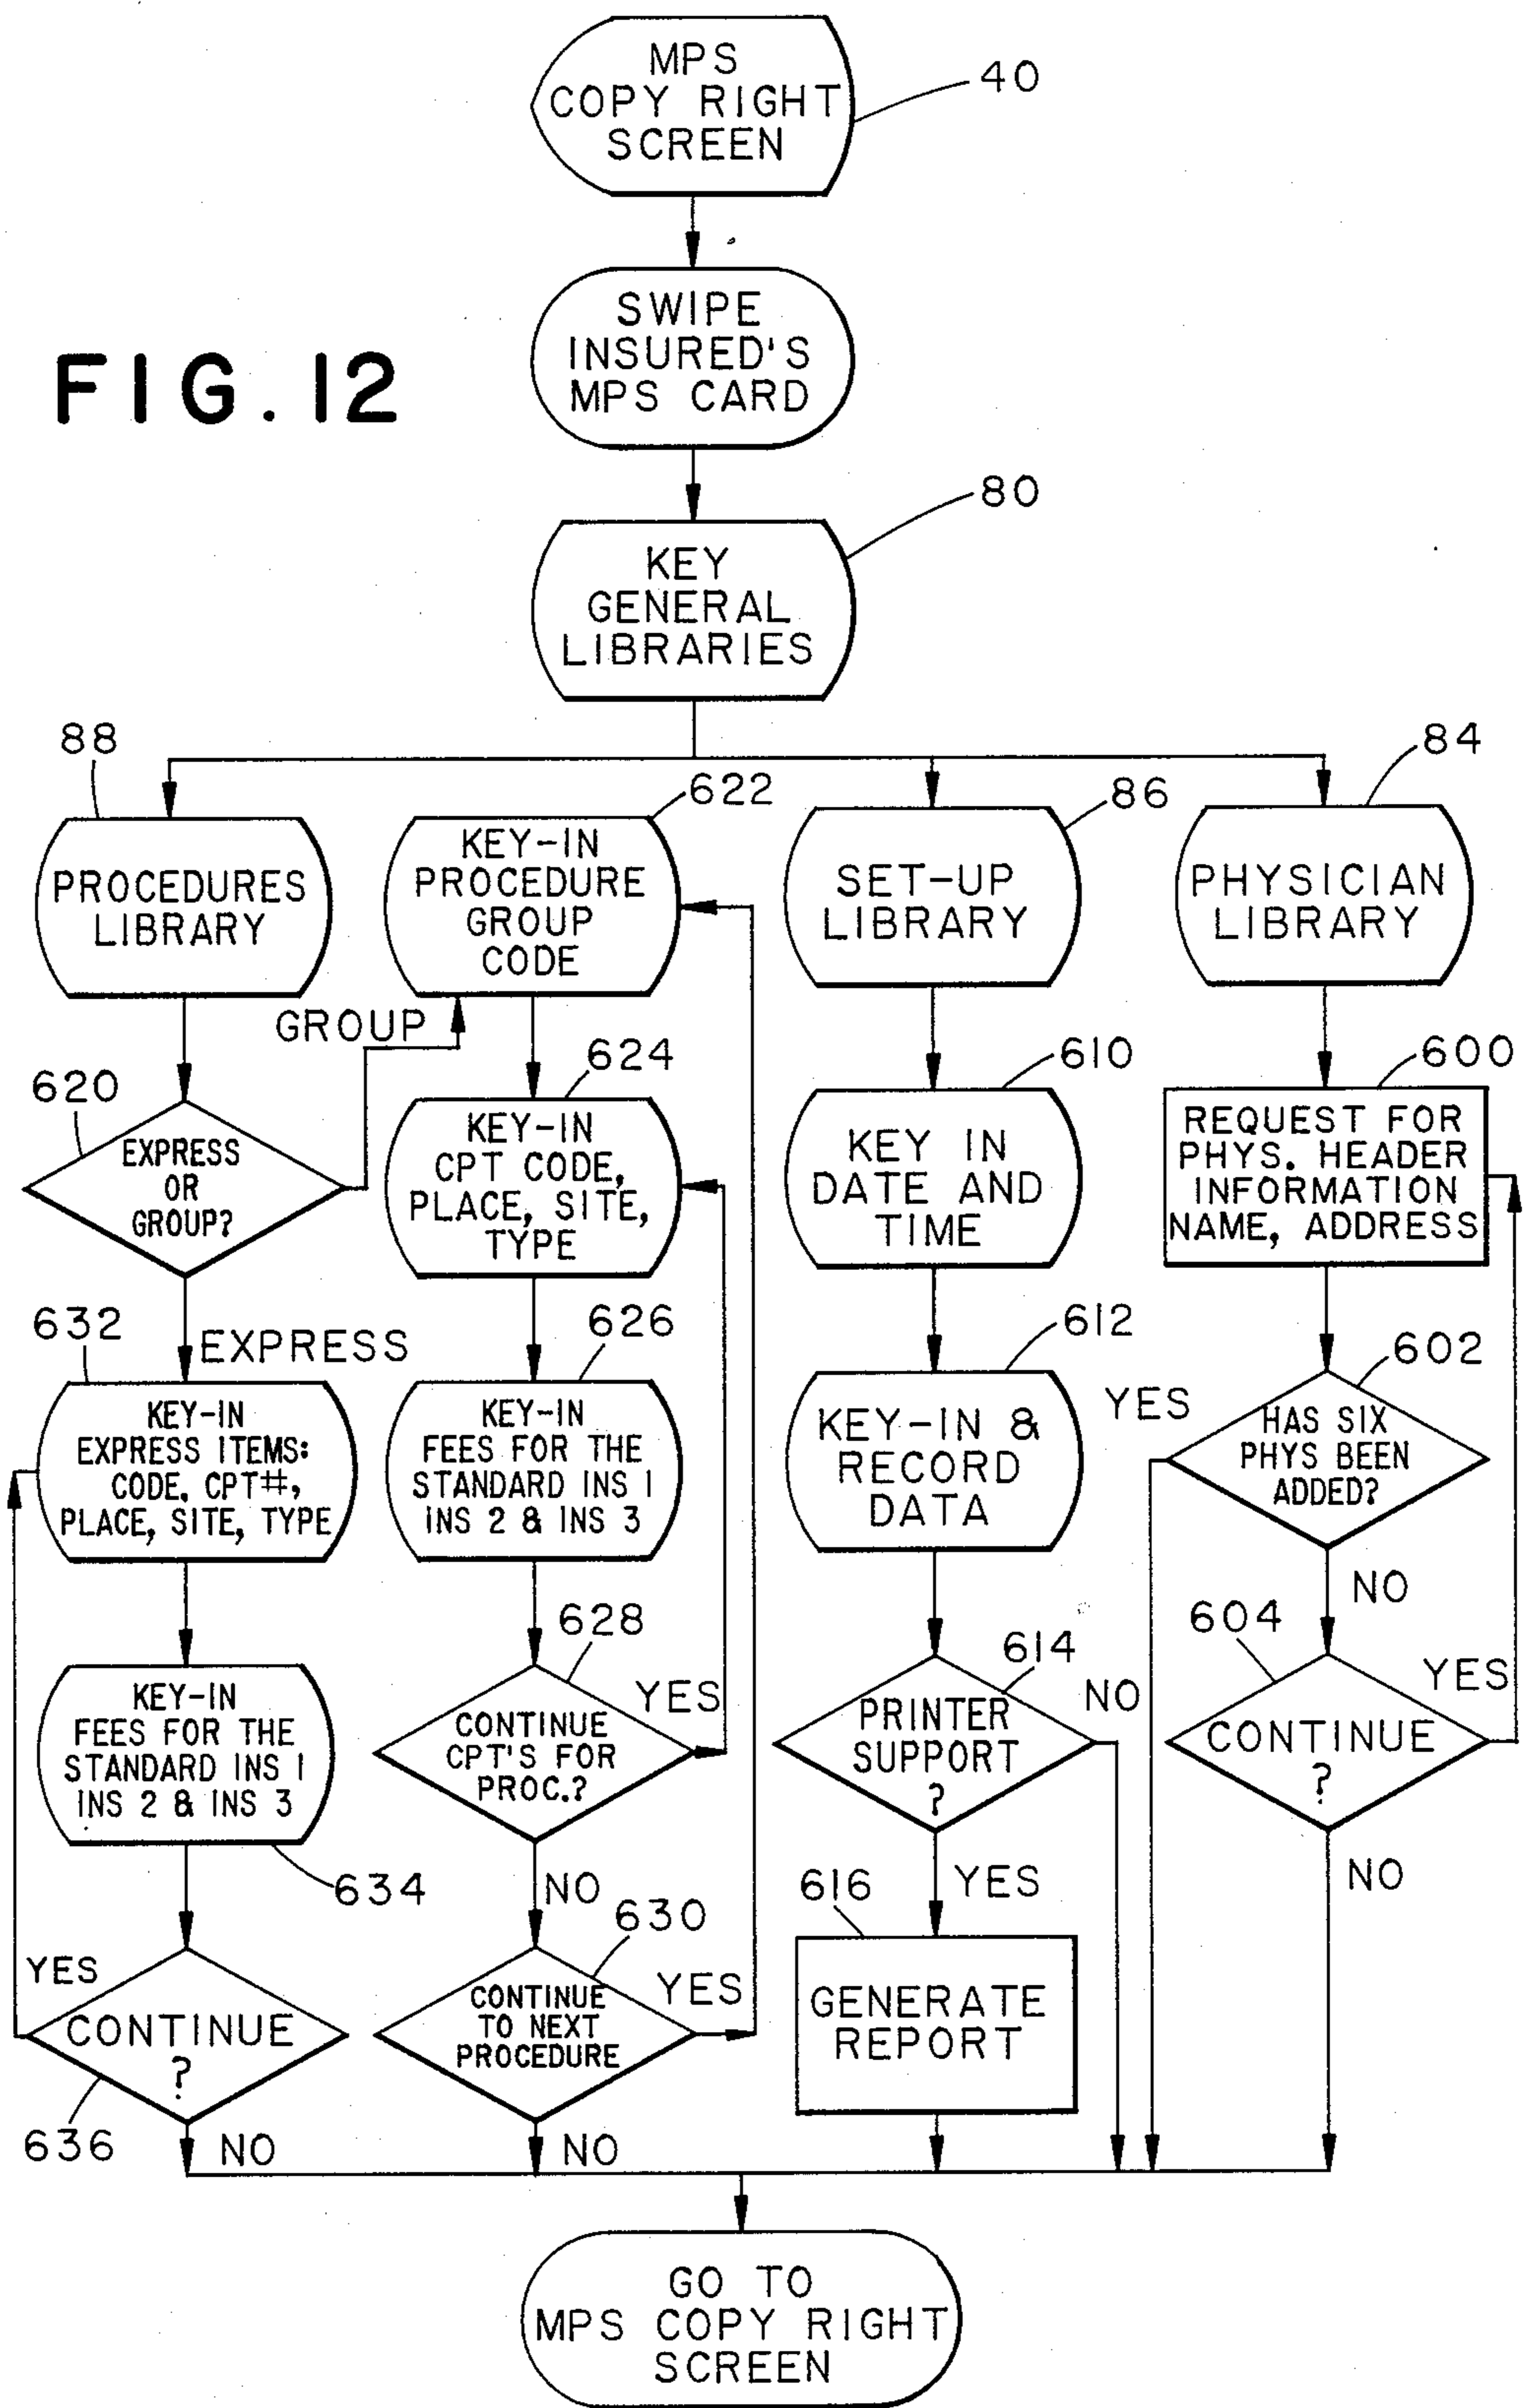 MPS
COPY RIGHT
SCREEN
40
SWIPE
INSURED'S
MPS CARD
FIG. 12
80
KEY
GENERAL
LIBRARIES
88
PROCEDURES
LIBRARY
622
KEY-IN
PROCEDURE
GROUP
CODE
86
SET-UP
LIBRARY
84
PHYSICIAN
LIBRARY
GROUP
620
EXPRESS
OR
GROUP?
624
KEY-IN
CPT CODE,
PLACE, SITE,
TYPE
610
KEY IN
DATE AND
TIME
600
REQUEST FOR
PHYS. HEADER
INFORMATION
NAME, ADDRESS
632
EXPRESS
KEY-IN
EXPRESS ITEMS:
CODE, CPT#,
PLACE, SITE, TYPE
626
KEY-IN
FEES FOR THE
STANDARD INS 1
INS 2 & INS 3
612
KEY-IN &
RECORD
DATA
602
YES
HAS SIX
PHYS BEEN
ADDED?
NO
KEY-IN
FEES FOR THE
STANDARD INS 1
INS 2 & INS 3
634
628
YES
CONTINUE
CPT'S FOR
PROC.?
NO
614
NO
PRINTER
SUPPORT
?
YES
604
YES
CONTINUE
?
NO
YES
CONTINUE
?
636
NO
630
YES
CONTINUE
TO NEXT
PROCEDURE
NO
616
GENERATE
REPORT
GO TO
MPS COPY RIGHT
SCREEN